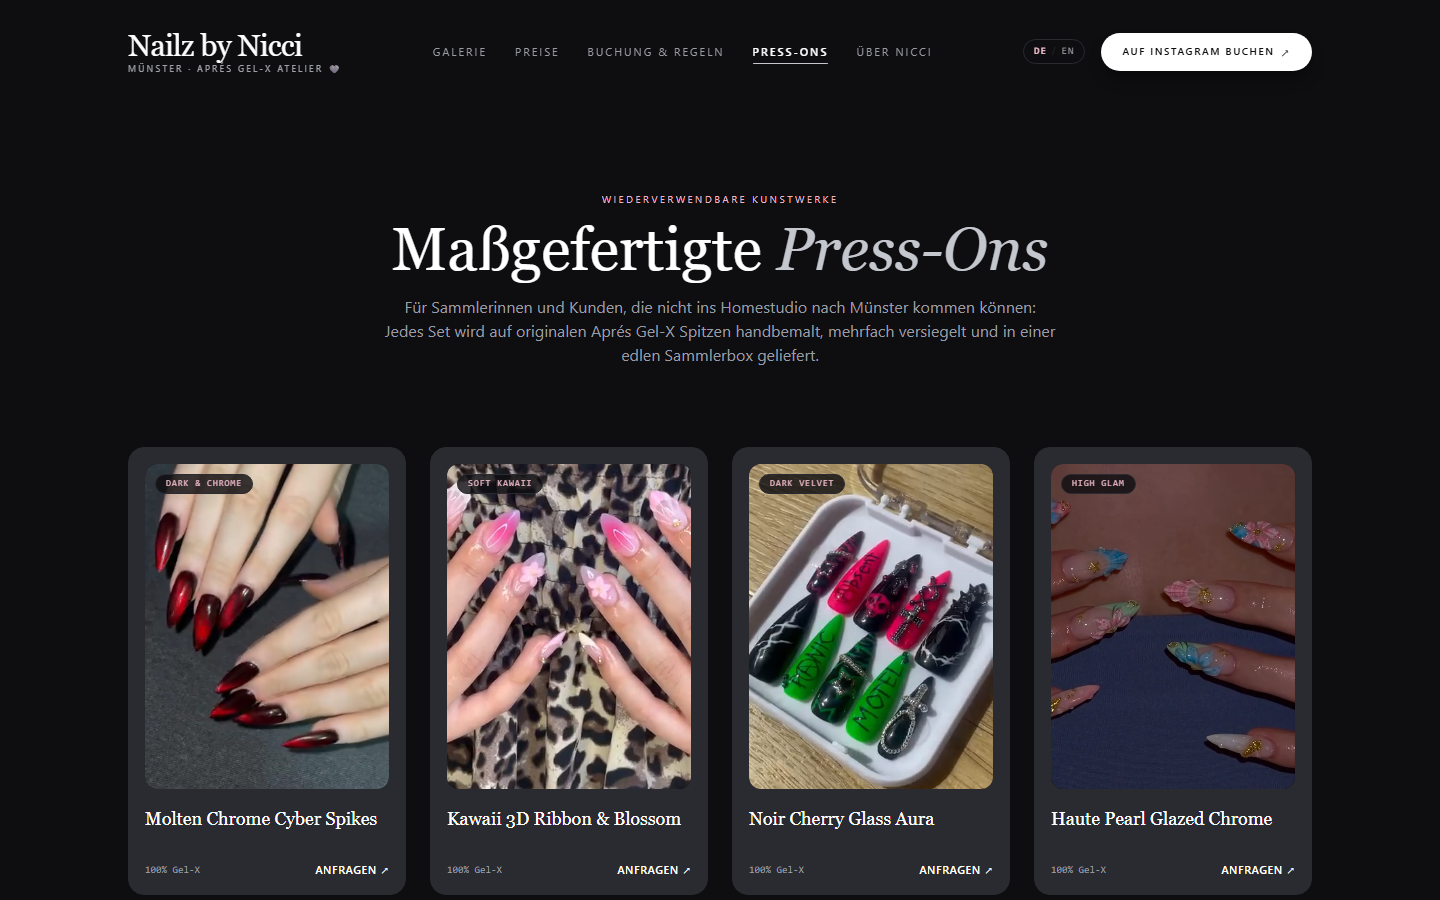 Nailz by Nicci
MÜNSTER · APRÉS GEL-X ATELIER
GALERIE
PREISE
BUCHUNG & REGELN
PRESS-ONS
ÜBER NICCI
DE / EN
AUF INSTAGRAM BUCHEN ↗
WIEDERVERWENDBARE KUNSTWERKE
Maßgefertigte Press-Ons
Für Sammlerinnen und Kunden, die nicht ins Homestudio nach Münster kommen können:
Jedes Set wird auf originalen Aprés Gel-X Spitzen handbemalt, mehrfach versiegelt und in einer
edlen Sammlerbox geliefert.
DARK & CHROME
Molten Chrome Cyber Spikes
100% Gel-X
ANFRAGEN ↗
SOFT KAWAII
Kawaii 3D Ribbon & Blossom
100% Gel-X
ANFRAGEN ↗
DARK VELVET
MANIC
MOTEL
Noir Cherry Glass Aura
100% Gel-X
ANFRAGEN ↗
HIGH GLAM
Haute Pearl Glazed Chrome
100% Gel-X
ANFRAGEN ↗